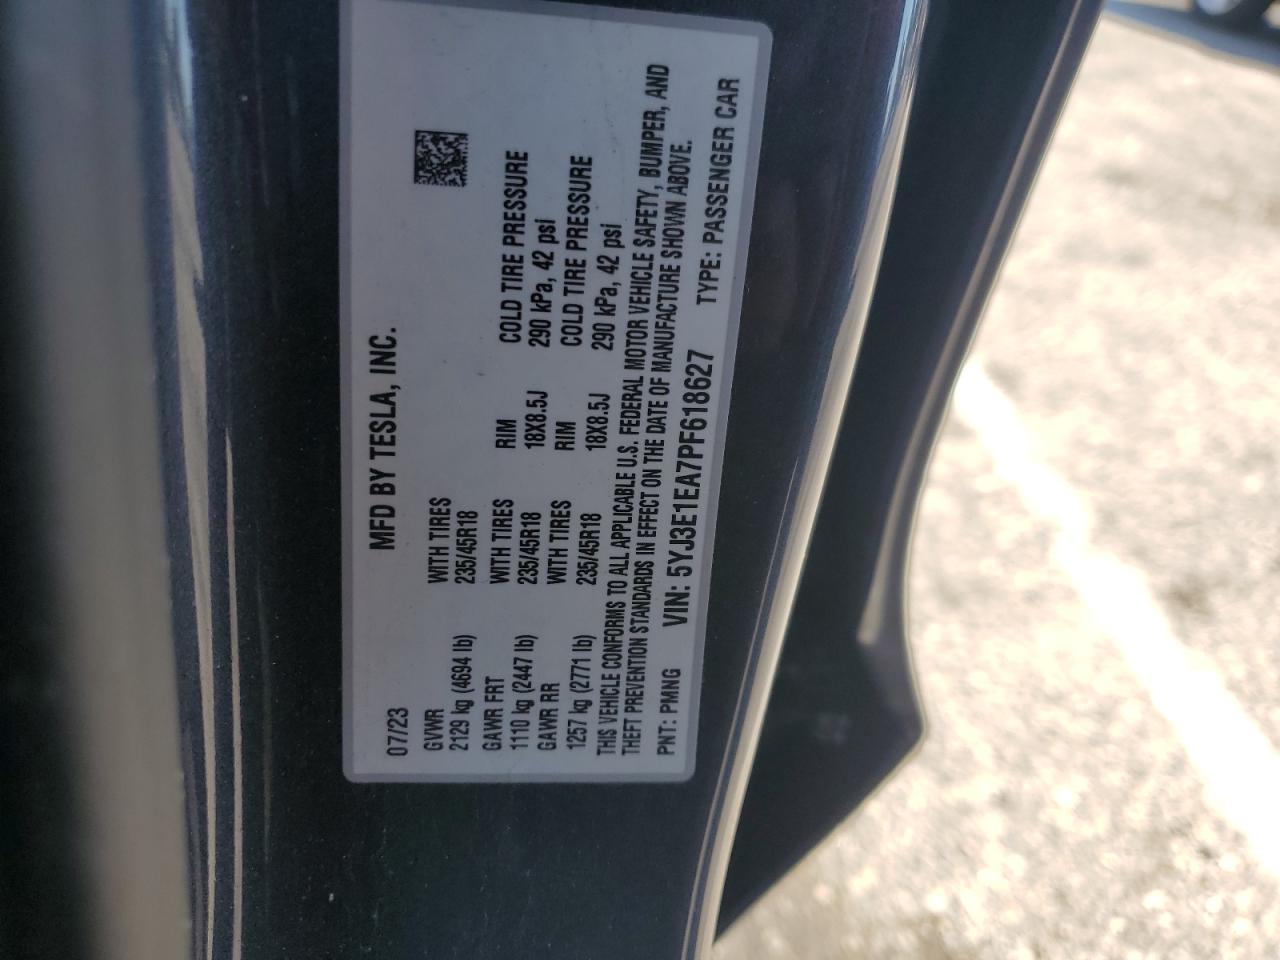 MFD BY TESLA, INC.
07/23
GVWR WITH TIRES
2129 kg (4694 lb) 235/45R18
GAWR FRT WITH TIRES RIM COLD TIRE PRESSURE
1110 kg (2447 lb) 235/45R18 18X8.5J 290 kPa, 42 psi
GAWR RR WITH TIRES RIM COLD TIRE PRESSURE
1257 kg (2771 lb) 235/45R18 18X8.5J 290 kPa, 42 psi
THIS VEHICLE CONFORMS TO ALL APPLICABLE U.S. FEDERAL MOTOR VEHICLE SAFETY, BUMPER, AND
THEFT PREVENTION STANDARDS IN EFFECT ON THE DATE OF MANUFACTURE SHOWN ABOVE.
PNT: PMNG VIN: 5YJ3E1EA7PF618627 TYPE: PASSENGER CAR